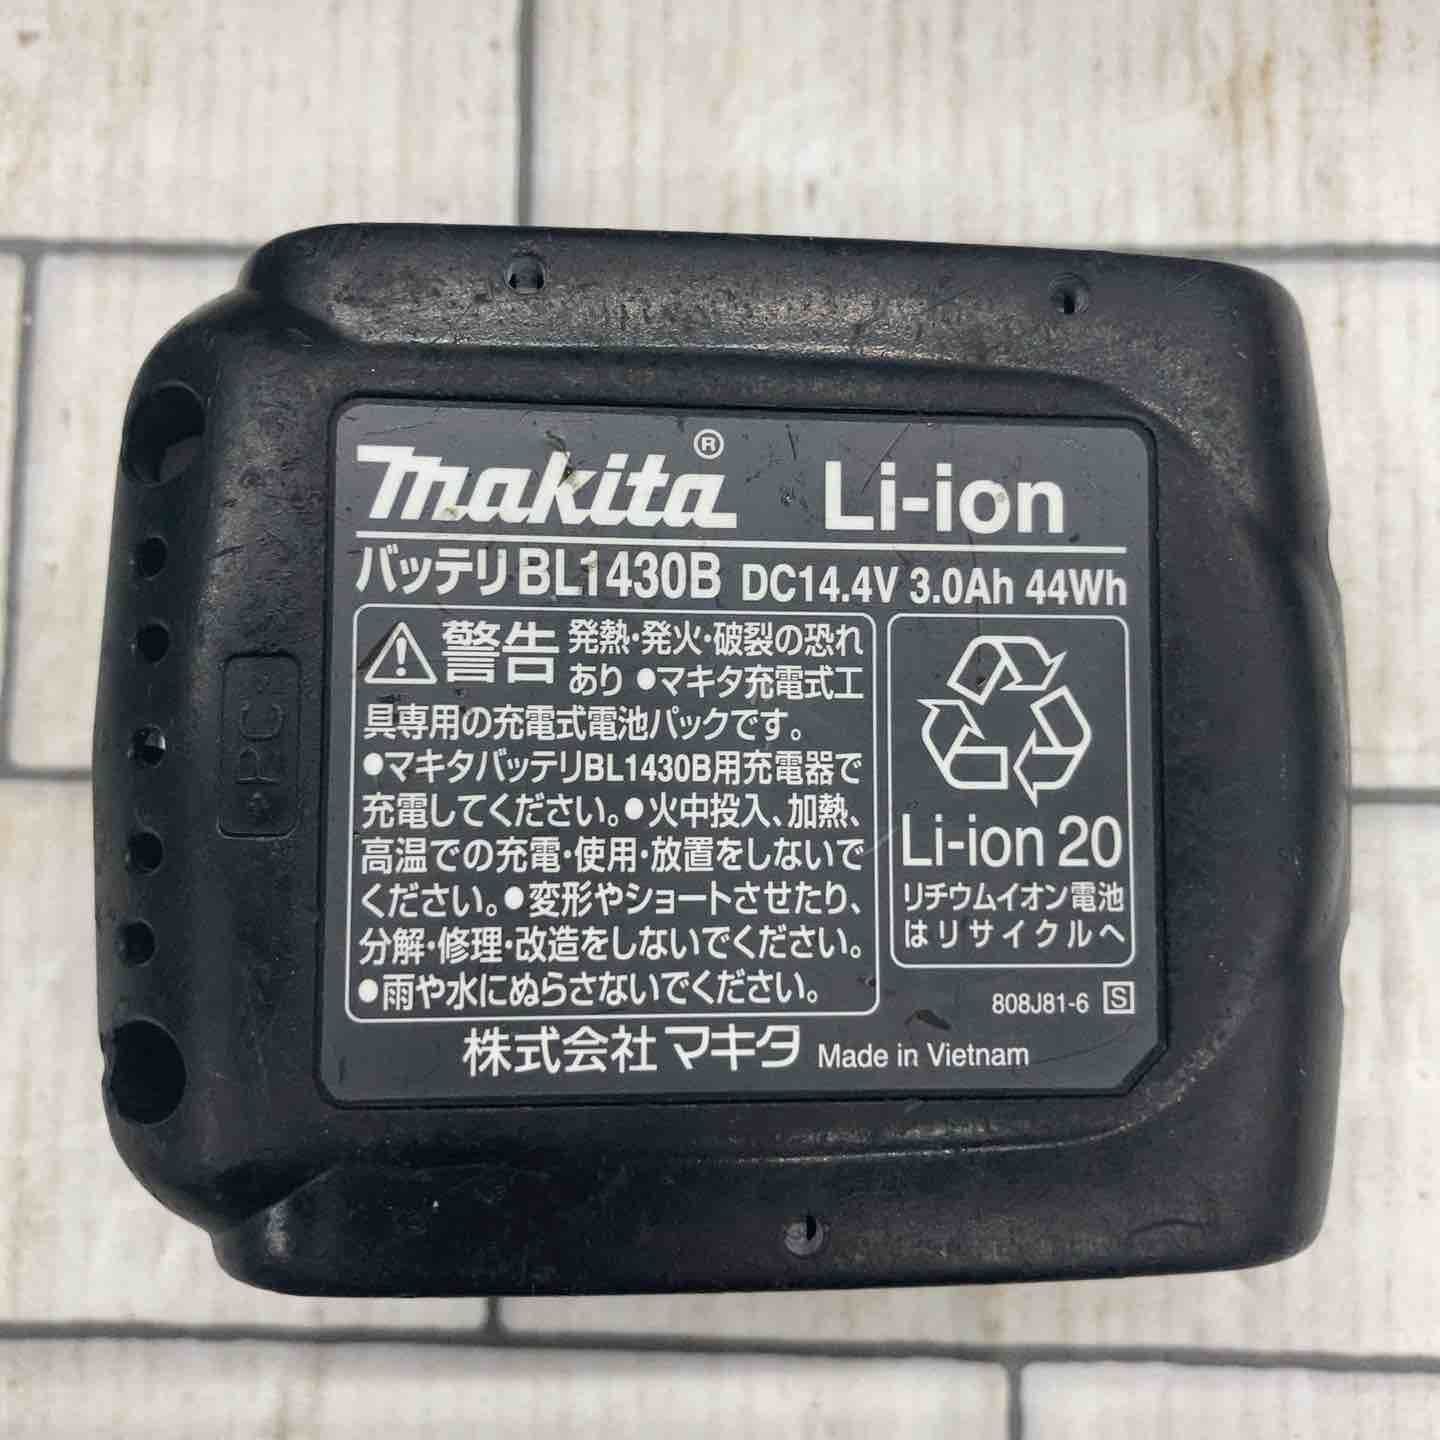 makita® Li-ion
バッテリBL1430B DC14.4V 3.0Ah 44Wh
警告 発熱・発火・破裂の恐れ
あり ●マキタ充電式工
具専用の充電式電池パックです。
●マキタバッテリBL1430B用充電器で
充電してください。●火中投入、加熱、
高温での充電・使用・放置をしないで
ください。●変形やショートさせたり、
分解・修理・改造をしないでください。
●雨や水にぬらさないでください。
Li-ion 20
リチウムイオン電池
はリサイクルへ
808J81-6 S
株式会社マキタ Made in Vietnam